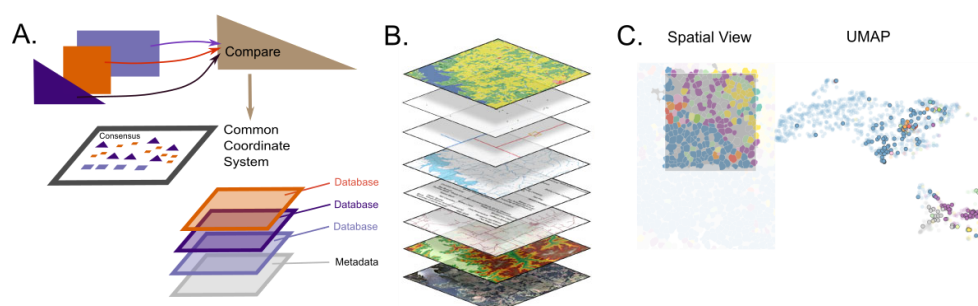 A.
Compare
Consensus
Common
Coordinate
System
Database
Database
Database
Metadata
B.
C.
Spatial View
UMAP